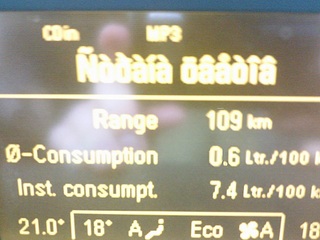 CDin MP3
Ñòðàíà öâåòîâ
Range 109 km
Ø-Consumption 0.6 Ltr./100 k
Inst. consumpt. 7.4 Ltr./100 k
21.0° 18° A Eco A 18